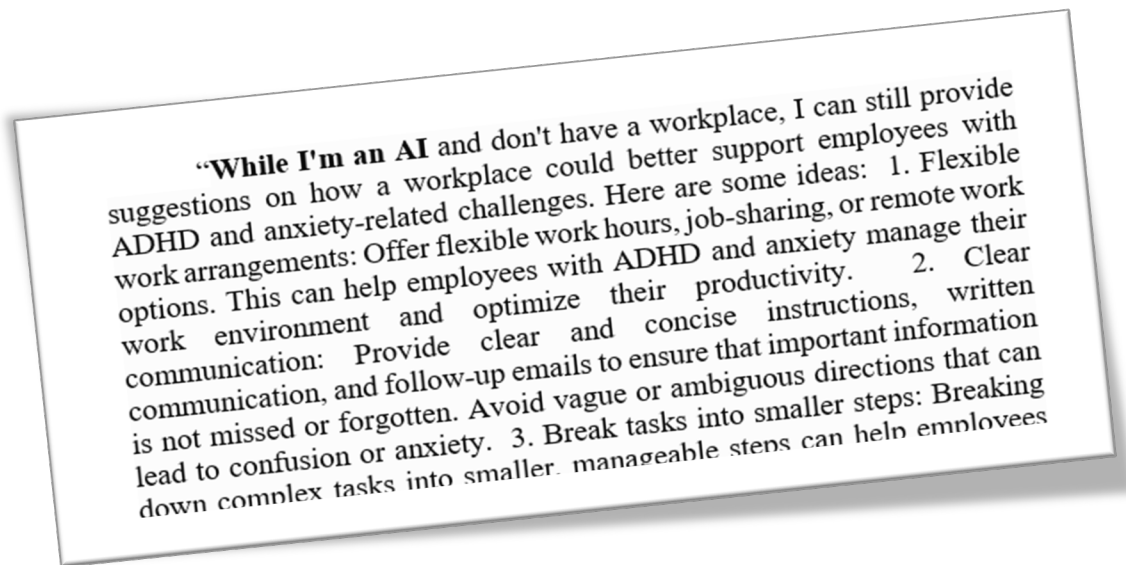 “While I'm an AI and don't have a workplace, I can still provide
suggestions on how a workplace could better support employees with
ADHD and anxiety-related challenges. Here are some ideas: 1. Flexible
work arrangements: Offer flexible work hours, job-sharing, or remote work
options. This can help employees with ADHD and anxiety manage their
work environment and optimize their productivity. 2. Clear
communication: Provide clear and concise instructions, written
communication, and follow-up emails to ensure that important information
is not missed or forgotten. Avoid vague or ambiguous directions that can
lead to confusion or anxiety. 3. Break tasks into smaller steps: Breaking
down complex tasks into smaller, manageable steps can help employees